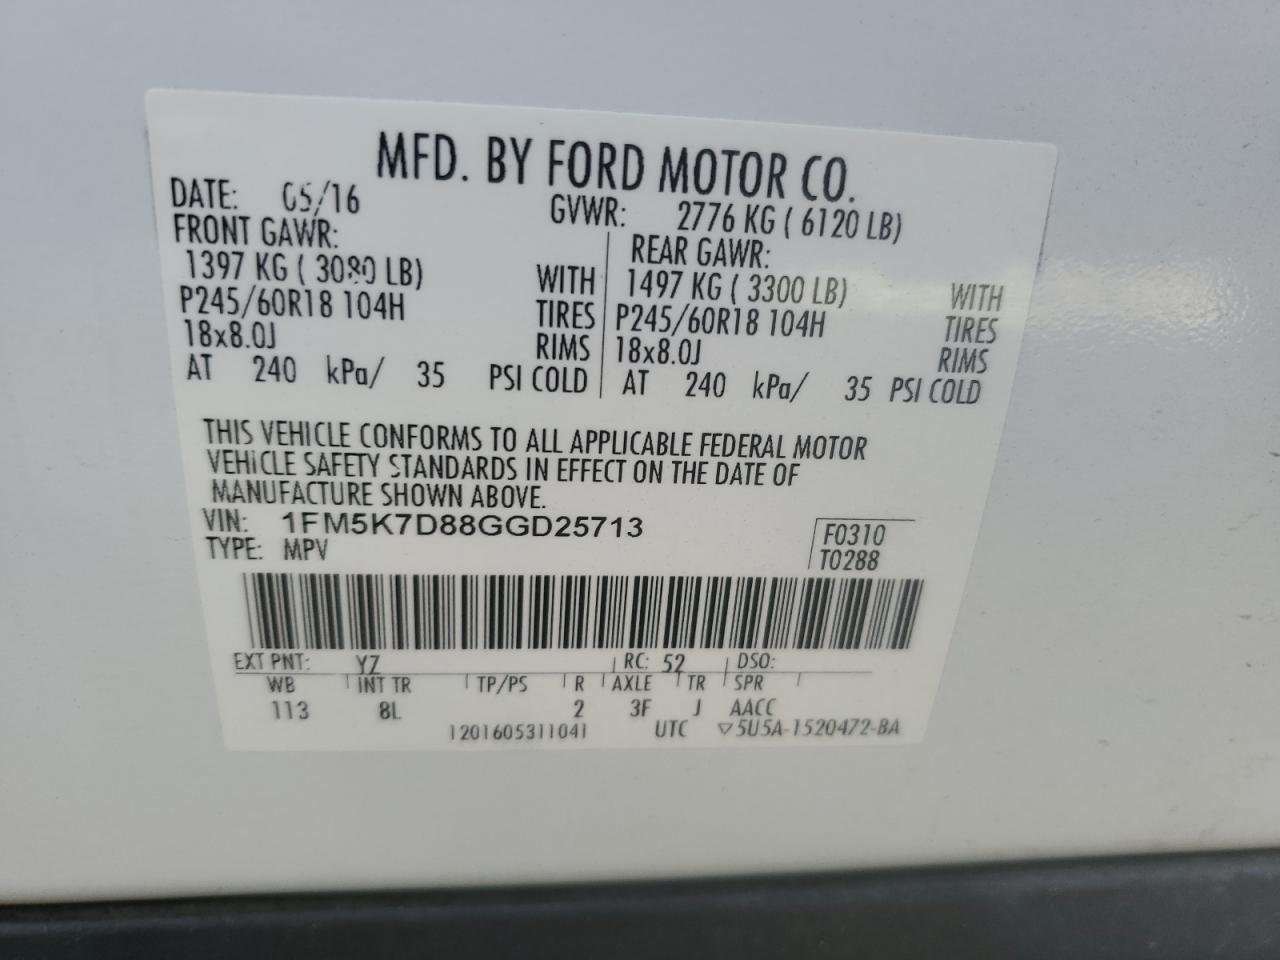 MFD. BY FORD MOTOR CO.
DATE: 05/16 GVWR: 2776 KG ( 6120 LB)
FRONT GAWR: REAR GAWR:
1397 KG ( 3080 LB) WITH 1497 KG ( 3300 LB) WITH
P245/60R18 104H TIRES P245/60R18 104H TIRES
18x8.0J RIMS 18x8.0J RIMS
AT 240 kPa/ 35 PSI COLD AT 240 kPa/ 35 PSI COLD
THIS VEHICLE CONFORMS TO ALL APPLICABLE FEDERAL MOTOR
VEHICLE SAFETY STANDARDS IN EFFECT ON THE DATE OF
MANUFACTURE SHOWN ABOVE.
VIN: 1FM5K7D88GGD25713 F0310
TYPE: MPV T0288
EXT PNT: YZ RC: 52 DSO:
WB INT TR TP/PS R AXLE TR SPR
113 8L 2 3F J AACC
1201605311041 UTC ▽5U5A-1520472-BA